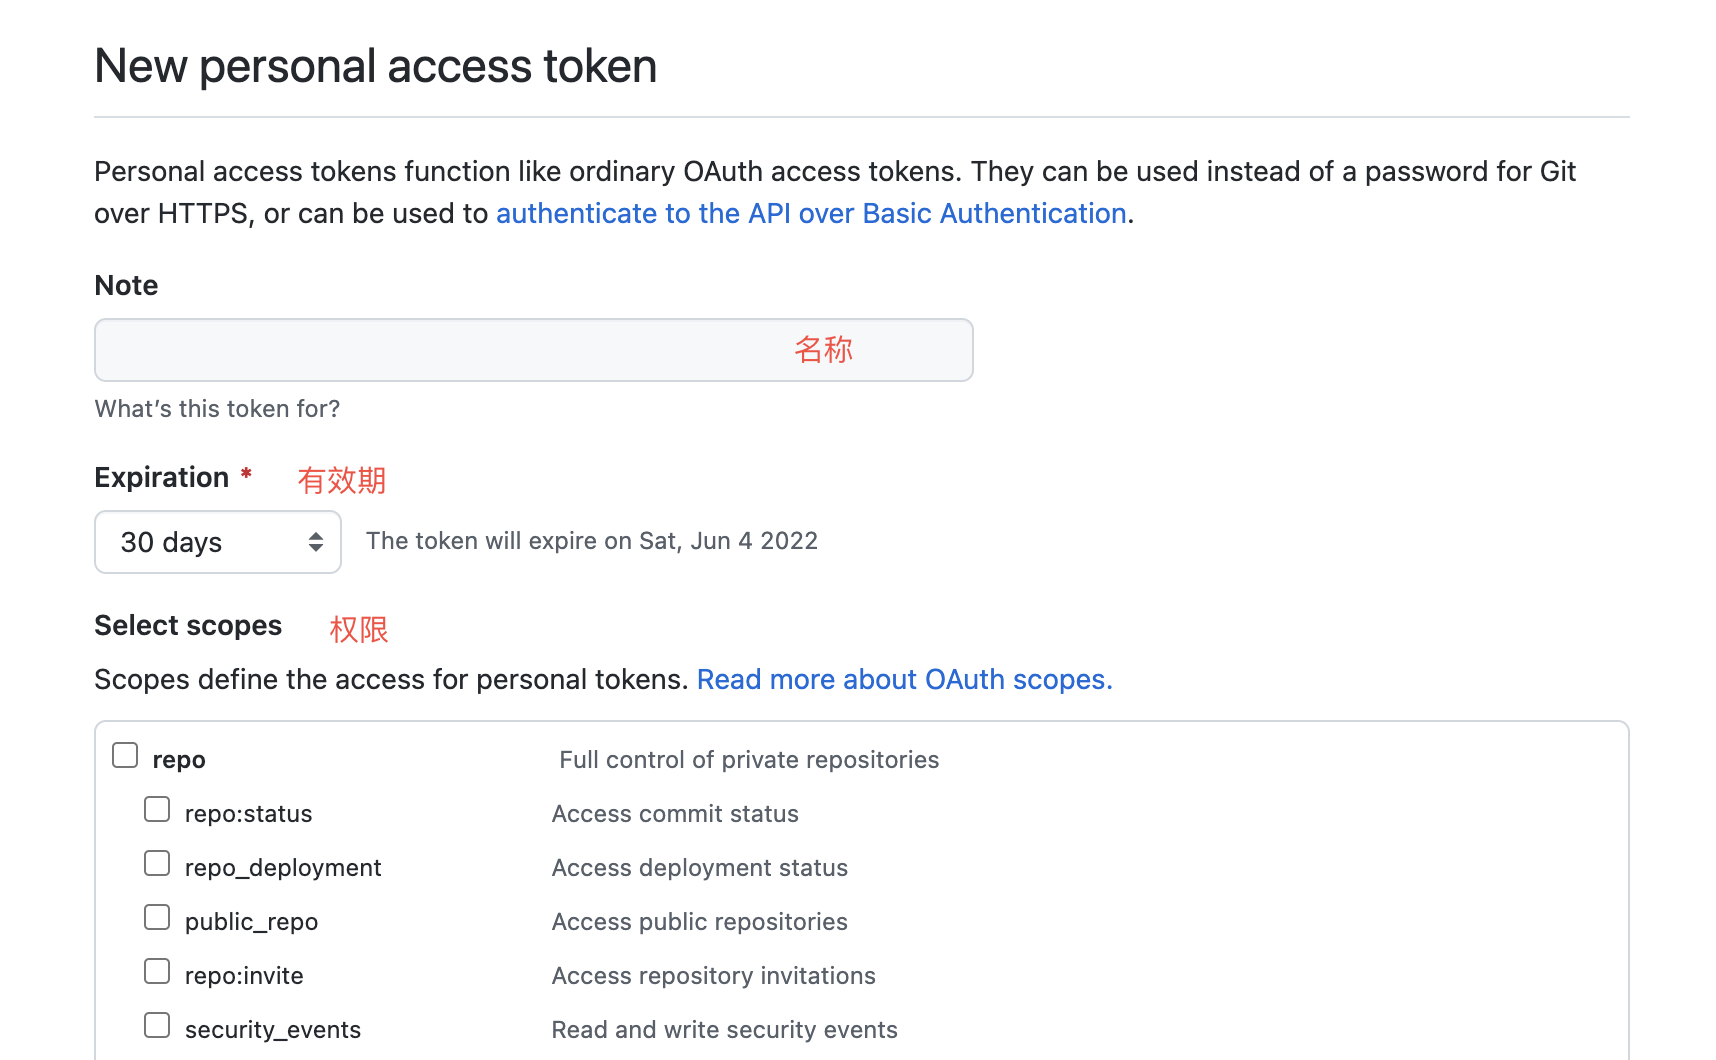 New personal access token
Personal access tokens function like ordinary OAuth access tokens. They can be used instead of a password for Git
over HTTPS, or can be used to authenticate to the API over Basic Authentication.
Note
名称
What's this token for?
Expiration * 有效期
30 days The token will expire on Sat, Jun 4 2022
Select scopes 权限
Scopes define the access for personal tokens. Read more about OAuth scopes.
repo Full control of private repositories
repo:status Access commit status
repo_deployment Access deployment status
public_repo Access public repositories
repo:invite Access repository invitations
security_events Read and write security events